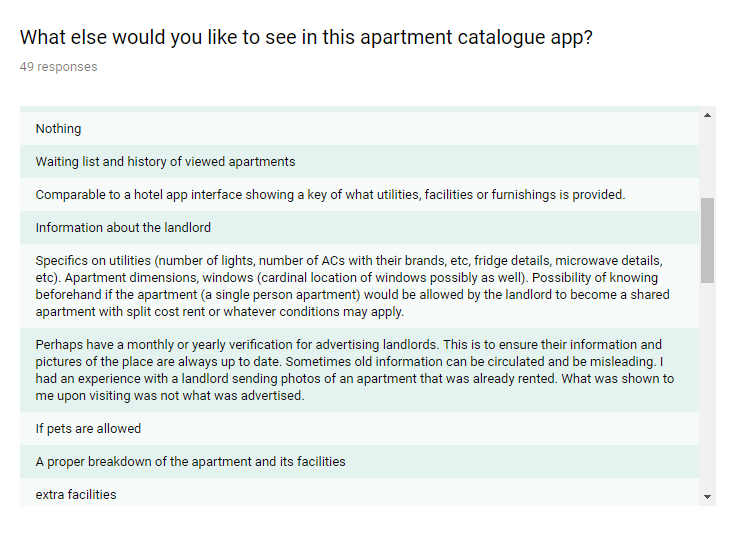 What else would you like to see in this apartment catalogue app?
49 responses
Nothing
Waiting list and history of viewed apartments
Comparable to a hotel app interface showing a key of what utilities, facilities or furnishings is provided.
Information about the landlord
Specifics on utilities (number of lights, number of ACs with their brands, etc, fridge details, microwave details,
etc). Apartment dimensions, windows (cardinal location of windows possibly as well). Possibility of knowing
beforehand if the apartment (a single person apartment) would be allowed by the landlord to become a shared
apartment with split cost rent or whatever conditions may apply.
Perhaps have a monthly or yearly verification for advertising landlords. This is to ensure their information and
pictures of the place are always up to date. Sometimes old information can be circulated and be misleading. I
had an experience with a landlord sending photos of an apartment that was already rented. What was shown to
me upon visiting was not what was advertised.
If pets are allowed
A proper breakdown of the apartment and its facilities
extra facilities